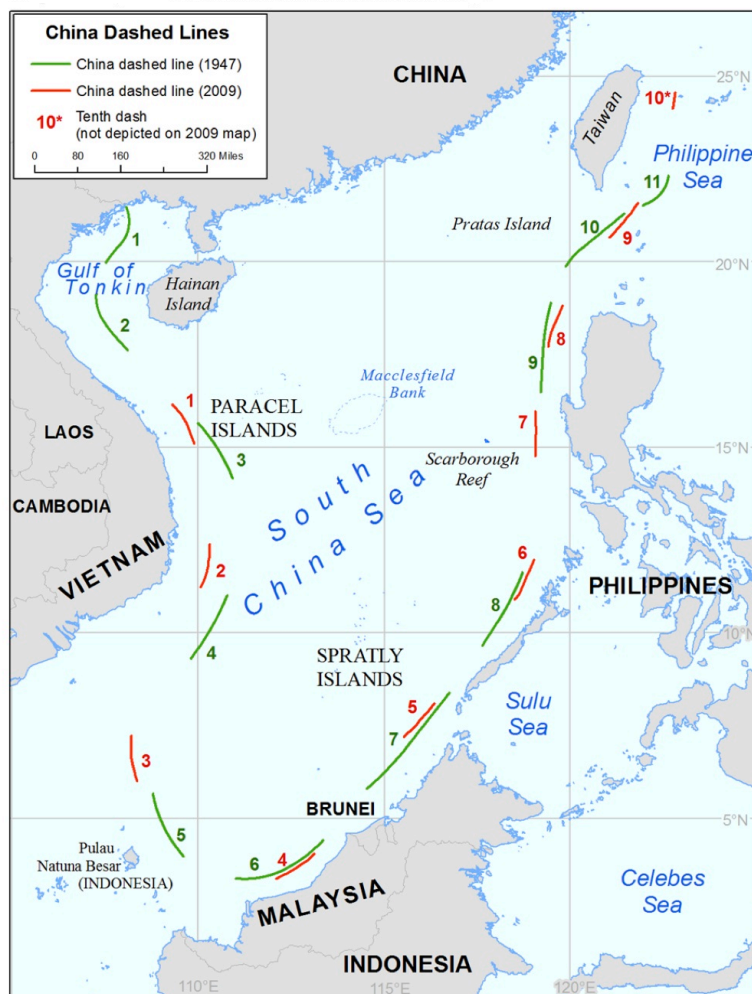 China Dashed Lines
China dashed line (1947)
China dashed line (2009)
10* Tenth dash
(not depicted on 2009 map)
0 80 160 320 Miles
CHINA
25°N
10*
Taiwan
Philippine
Sea
11
Pratas Island
10
9
1
20°N
Gulf of
Tonkin
Hainan
Island
2
8
9
Macclesfield
Bank
1
PARACEL
ISLANDS
7
LAOS
3
15°N
Scarborough
Reef
CAMBODIA
South
China Sea
VIETNAM
2
6
PHILIPPINES
8
10°N
4
SPRATLY
ISLANDS
Sulu
Sea
5
7
3
BRUNEI
5°N
5
Pulau
Natuna Besar
(INDONESIA)
6
4
MALAYSIA
Celebes
Sea
INDONESIA
110°E
115°E
120°E